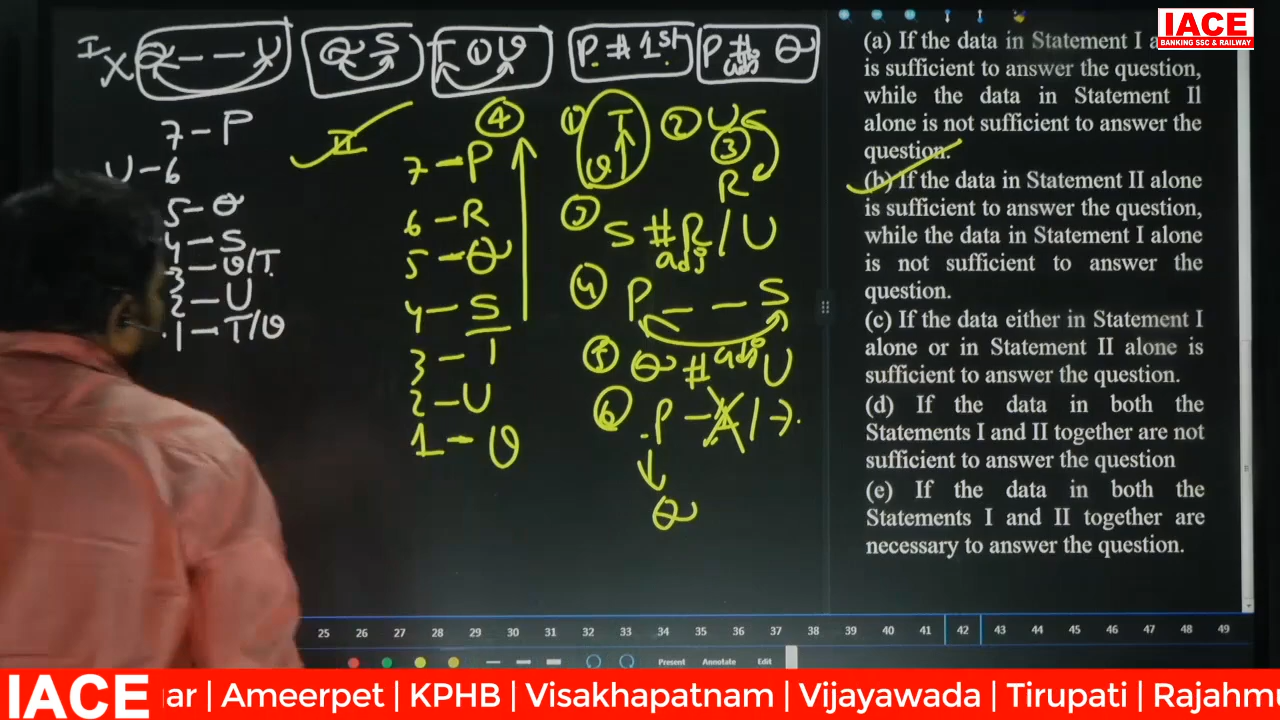 I X Q - - U
Q S
T ① V
P # 1st
P # adj Q
7 - P
U - 6
5 - Q
4 - S
3 - V/T
2 - U
1 - T/V
II
④
7 - P
6 - R
5 - Q
4 - S
3 - T
2 - U
1 - V
① T
V
② U S
③
R
③ S # R / U
adj
④ P - - S
⑤ Q # adj U
⑥ P -
Q
(a) If the data in Statement I
is sufficient to answer the question,
while the data in Statement Il
alone is not sufficient to answer the
question.
(b) If the data in Statement II alone
is sufficient to answer the question,
while the data in Statement I alone
is not sufficient to answer the
question.
(c) If the data either in Statement I
alone or in Statement II alone is
sufficient to answer the question.
(d) If the data in both the
Statements I and II together are not
sufficient to answer the question
(e) If the data in both the
Statements I and II together are
necessary to answer the question.
IACE
BANKING SSC & RAILWAY
25 26 27 28 29 30 31 32 33 34 35 36 37 38 39 40 41 42 43 44 45 46 47 48 49
Present Annotate Edit
IACE
ar | Ameerpet | KPHB | Visakhapatnam | Vijayawada | Tirupati | Rajahm